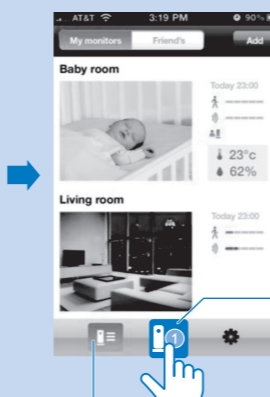 AT&T 3:19 PM 90%
My monitors Friend's Add
Baby room
Today 23:00
23°c
62%
Living room
Today 23:00
1